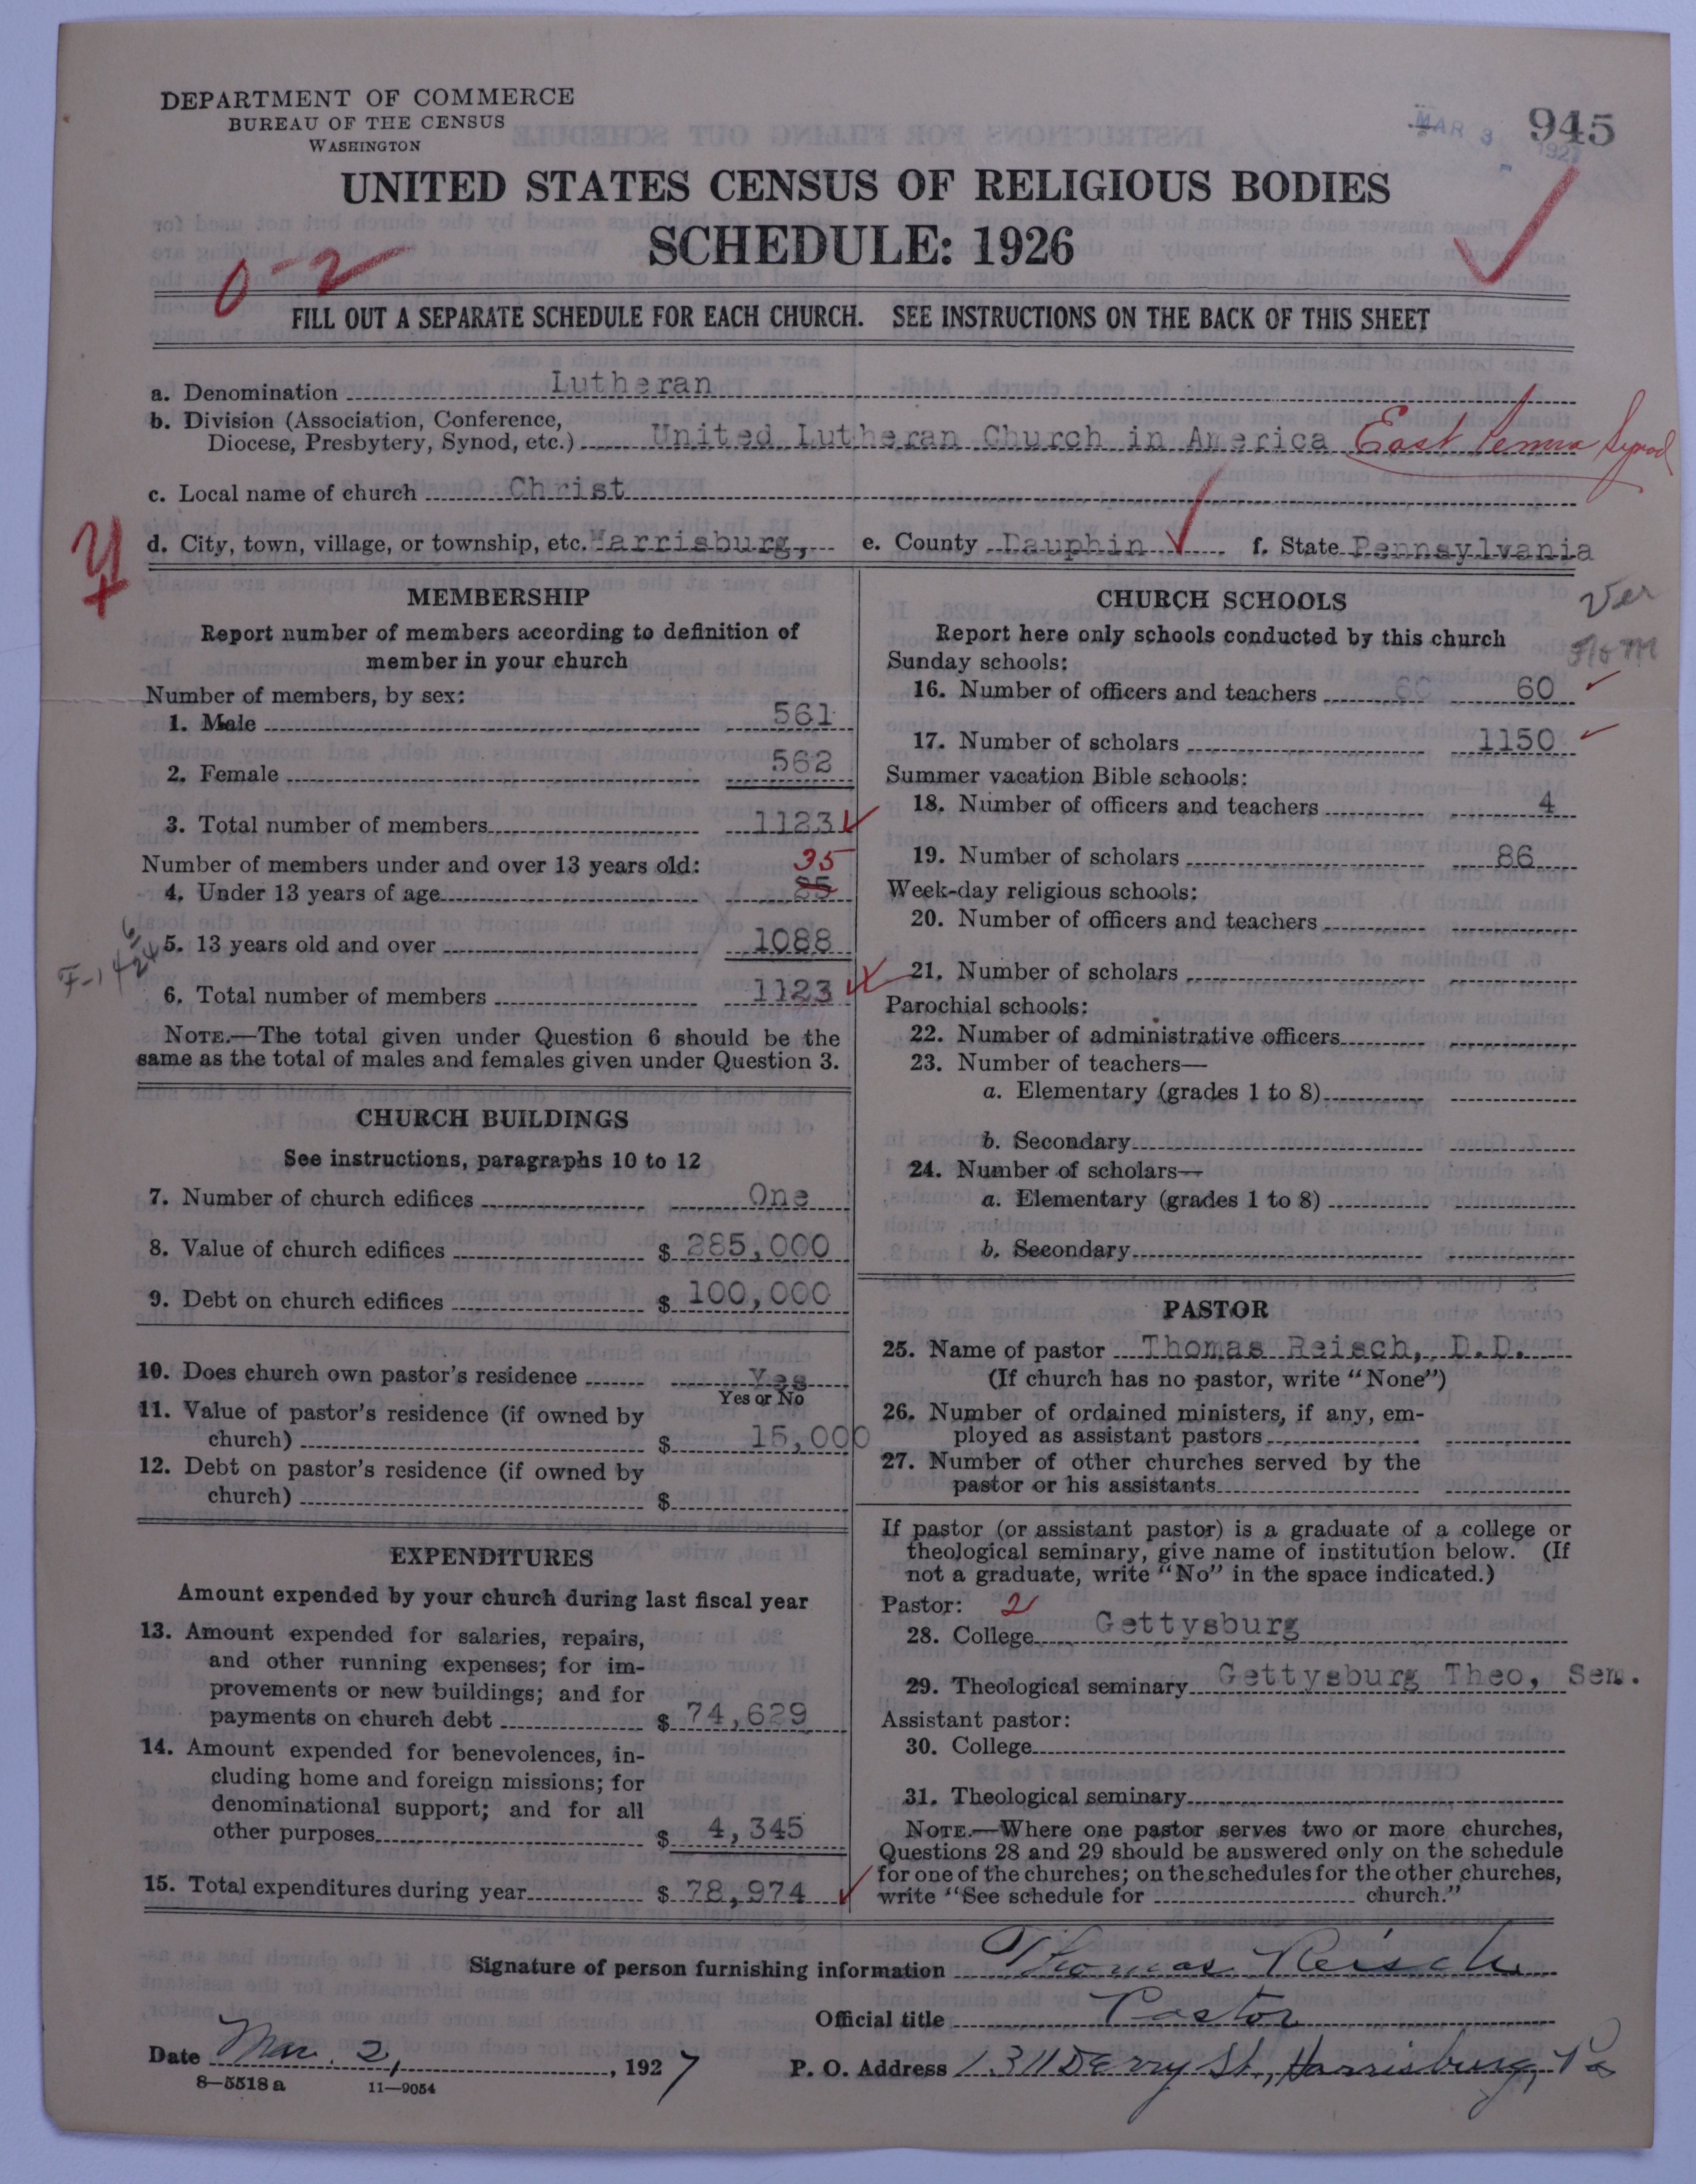 DEPARTMENT OF COMMERCE
BUREAU OF THE CENSUS
WASHINGTON
MAR 3 1927
945
UNITED STATES CENSUS OF RELIGIOUS BODIES
SCHEDULE: 1926
0-2
FILL OUT A SEPARATE SCHEDULE FOR EACH CHURCH. SEE INSTRUCTIONS ON THE BACK OF THIS SHEET
a. Denomination Lutheran
b. Division (Association, Conference,
Diocese, Presbytery, Synod, etc.) United Lutheran Church in America East Penna Synod
c. Local name of church Christ
d. City, town, village, or township, etc. Harrisburg, e. County Dauphin f. State Pennsylvania
MEMBERSHIP
Report number of members according to definition of
member in your church
Number of members, by sex:
1. Male 561
2. Female 562
3. Total number of members 1123
Number of members under and over 13 years old: 35
4. Under 13 years of age 85
5. 13 years old and over 1088
6. Total number of members 1123
NOTE.—The total given under Question 6 should be the
same as the total of males and females given under Question 3.
CHURCH BUILDINGS
See instructions, paragraphs 10 to 12
7. Number of church edifices One
8. Value of church edifices $ 285,000
9. Debt on church edifices $ 100,000
10. Does church own pastor's residence Yes
Yes or No
11. Value of pastor's residence (if owned by
church) $ 15,000
12. Debt on pastor's residence (if owned by
church) $
EXPENDITURES
Amount expended by your church during last fiscal year
13. Amount expended for salaries, repairs,
and other running expenses; for im-
provements or new buildings; and for
payments on church debt $ 74,629
14. Amount expended for benevolences, in-
cluding home and foreign missions; for
denominational support; and for all
other purposes $ 4,345
15. Total expenditures during year $ 78,974
CHURCH SCHOOLS
Ver
Report here only schools conducted by this church
Sunday schools:
16. Number of officers and teachers 60 60
17. Number of scholars 1150
Summer vacation Bible schools:
18. Number of officers and teachers 4
19. Number of scholars 86
Week-day religious schools:
20. Number of officers and teachers
21. Number of scholars
Parochial schools:
22. Number of administrative officers
23. Number of teachers—
a. Elementary (grades 1 to 8)
b. Secondary
24. Number of scholars—
a. Elementary (grades 1 to 8)
b. Secondary
PASTOR
25. Name of pastor Thomas Reisch, D.D.
(If church has no pastor, write "None")
26. Number of ordained ministers, if any, em-
ployed as assistant pastors
27. Number of other churches served by the
pastor or his assistants
If pastor (or assistant pastor) is a graduate of a college or
theological seminary, give name of institution below. (If
not a graduate, write "No" in the space indicated.)
Pastor: 2
28. College Gettysburg
29. Theological seminary Gettysburg Theo, Sem.
Assistant pastor:
30. College
31. Theological seminary
NOTE.—Where one pastor serves two or more churches,
Questions 28 and 29 should be answered only on the schedule
for one of the churches; on the schedules for the other churches,
write "See schedule for church."
Signature of person furnishing information Thomas Reisch
Official title Pastor
Date Mar. 2, 1927 P. O. Address 1311 Derry St., Harrisburg, Pa
8—5518 a 11—9054